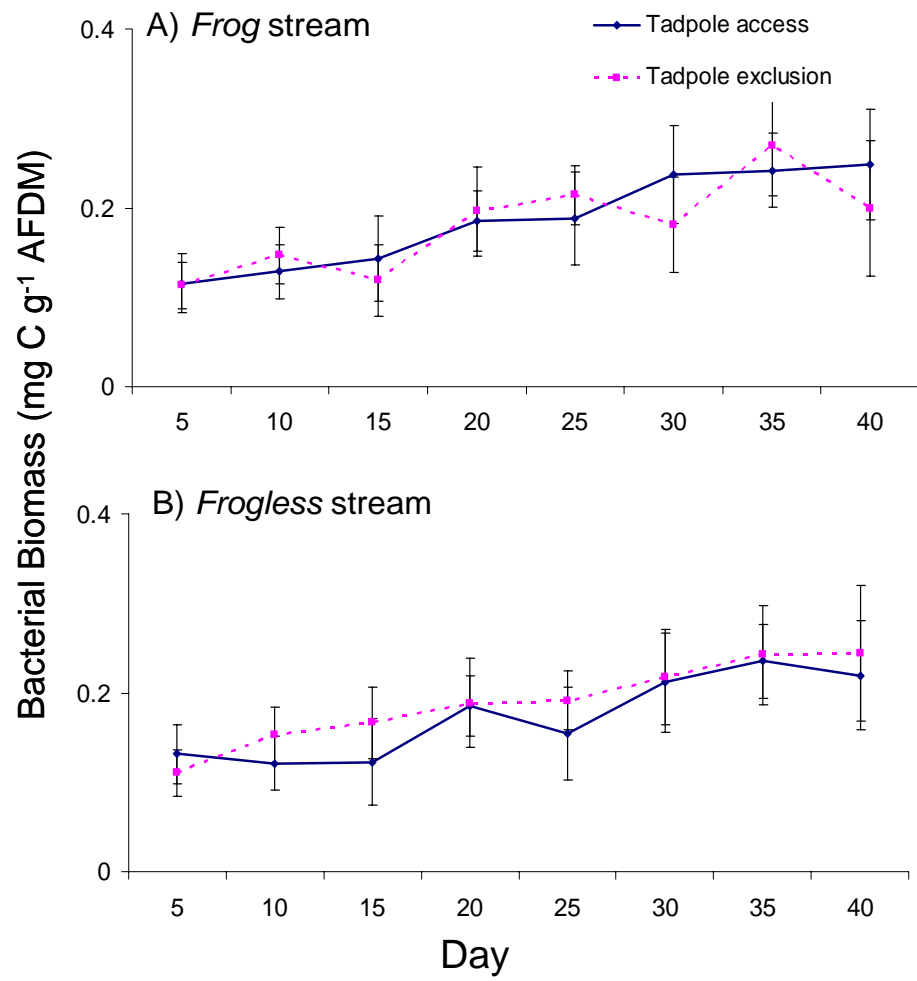 A) Frog stream
Tadpole access
Tadpole exclusion
0.4
0.2
0
5 10 15 20 25 30 35 40
Bacterial Biomass (mg C g-1 AFDM)
B) Frogless stream
0.4
0.2
0
5 10 15 20 25 30 35 40
Day